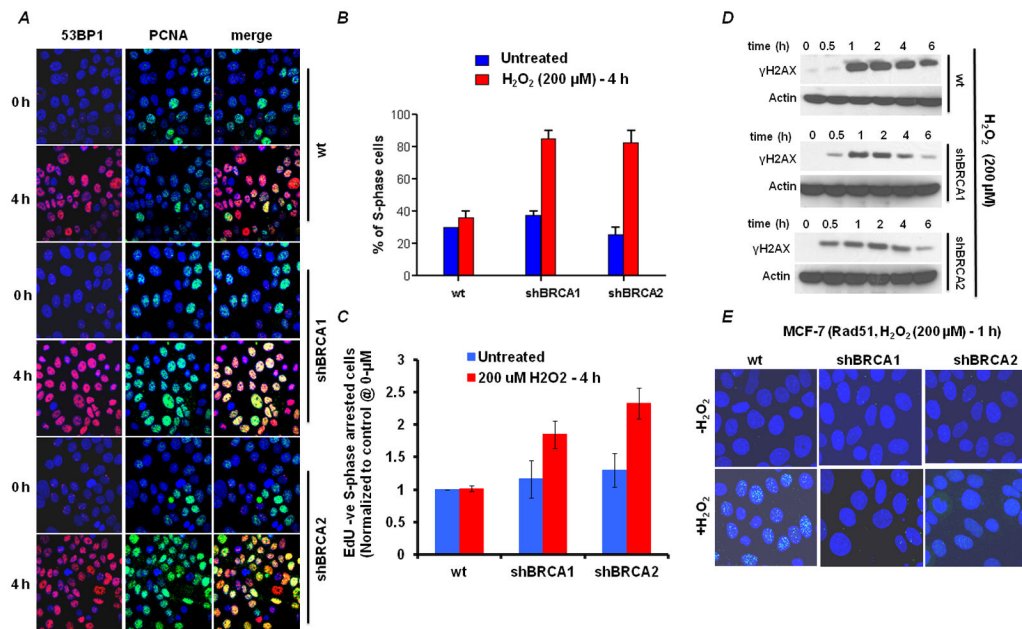 A
53BP1 PCNA merge
0 h
4 h
wt
0 h
4 h
shBRCA1
0 h
4 h
shBRCA2
B
Untreated
H₂O₂ (200 µM) - 4 h
% of S-phase cells
100
80
60
40
20
wt shBRCA1 shBRCA2
C
Untreated
200 uM H2O2 - 4 h
EdU -ve S-phase arrested cells
(Normalized to control @ 0-µM)
3
2.5
2
1.5
1
0.5
0
wt shBRCA1 shBRCA2
D
time (h) 0 0.5 1 2 4 6
γH2AX
Actin
wt
time (h) 0 0.5 1 2 4 6
γH2AX
Actin
shBRCA1
time (h) 0 0.5 1 2 4 6
γH2AX
Actin
shBRCA2
H₂O₂ (200 µM)
E
MCF-7 (Rad51, H₂O₂ (200 µM) - 1 h)
wt shBRCA1 shBRCA2
-H₂O₂
+H₂O₂